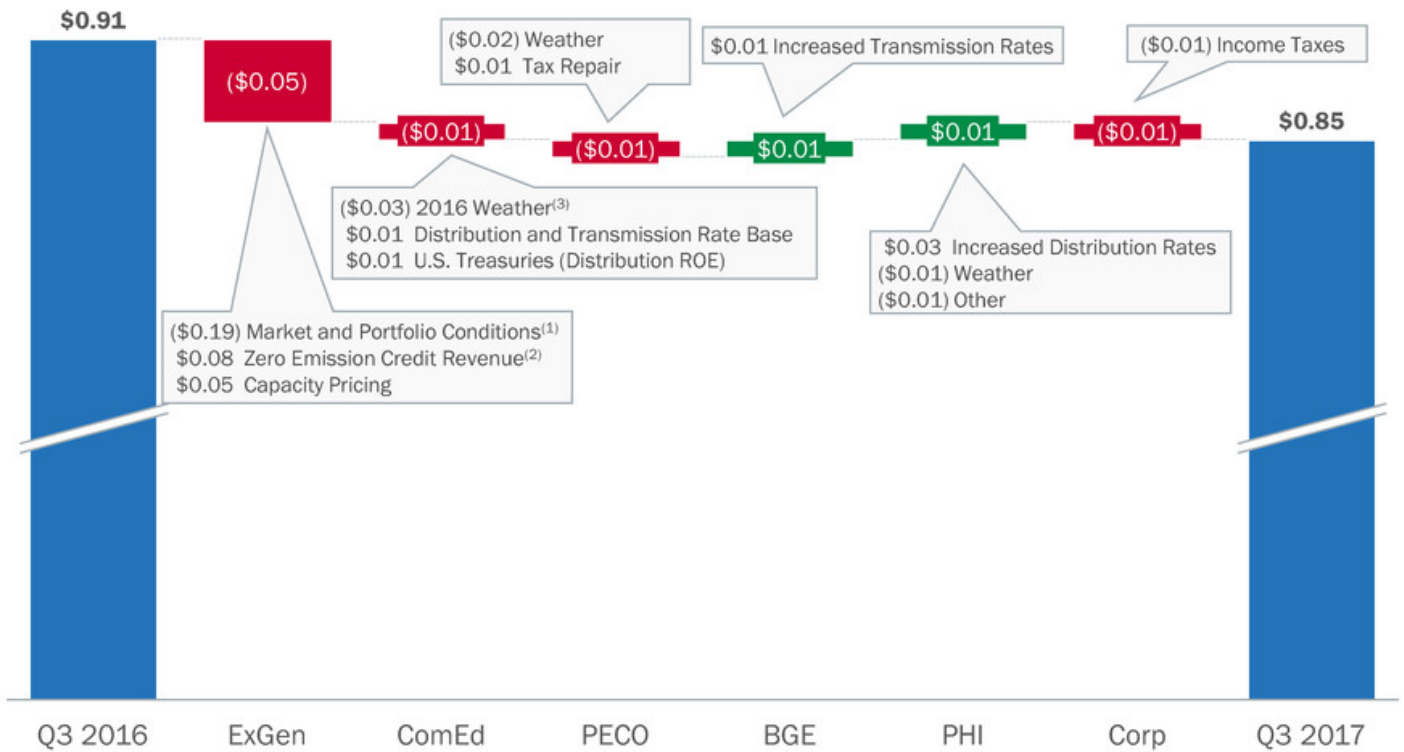 $0.91
($0.02) Weather
$0.01 Tax Repair
$0.01 Increased Transmission Rates
($0.01) Income Taxes
($0.05)
($0.01)
($0.01)
$0.01
$0.01
($0.01)
$0.85
($0.03) 2016 Weather(3)
$0.01 Distribution and Transmission Rate Base
$0.01 U.S. Treasuries (Distribution ROE)
$0.03 Increased Distribution Rates
($0.01) Weather
($0.01) Other
($0.19) Market and Portfolio Conditions(1)
$0.08 Zero Emission Credit Revenue(2)
$0.05 Capacity Pricing
Q3 2016 ExGen ComEd PECO BGE PHI Corp Q3 2017